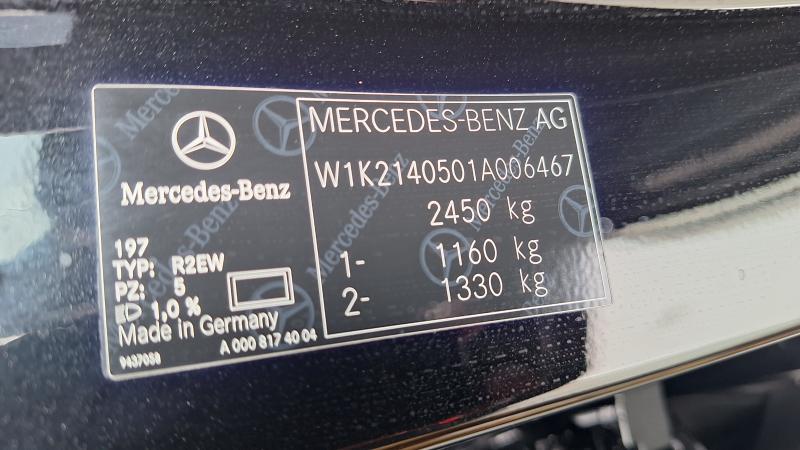 Mercedes-Benz
197
TYP: R2EW
PZ: 5
1,0 %
Made in Germany
9437058
A 000 817 40 04
MERCEDES-BENZ AG
W1K2140501A006467
2450 kg
1- 1160 kg
2- 1330 kg